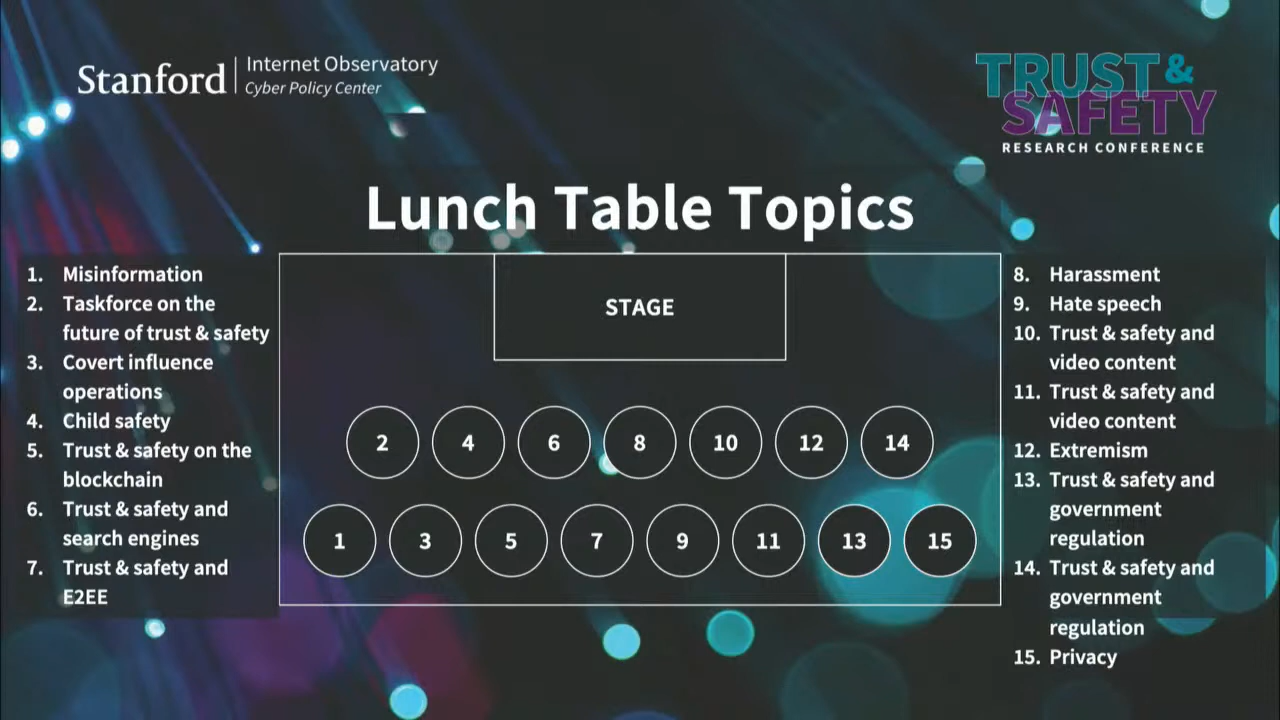 Stanford
Internet Observatory
Cyber Policy Center
TRUST &
SAFETY
RESEARCH CONFERENCE
Lunch Table Topics
1. Misinformation
2. Taskforce on the
future of trust & safety
3. Covert influence
operations
4. Child safety
5. Trust & safety on the
blockchain
6. Trust & safety and
search engines
7. Trust & safety and
E2EE
STAGE
2 4 6 8 10 12 14
1 3 5 7 9 11 13 15
8. Harassment
9. Hate speech
10. Trust & safety and
video content
11. Trust & safety and
video content
12. Extremism
13. Trust & safety and
government
regulation
14. Trust & safety and
government
regulation
15. Privacy